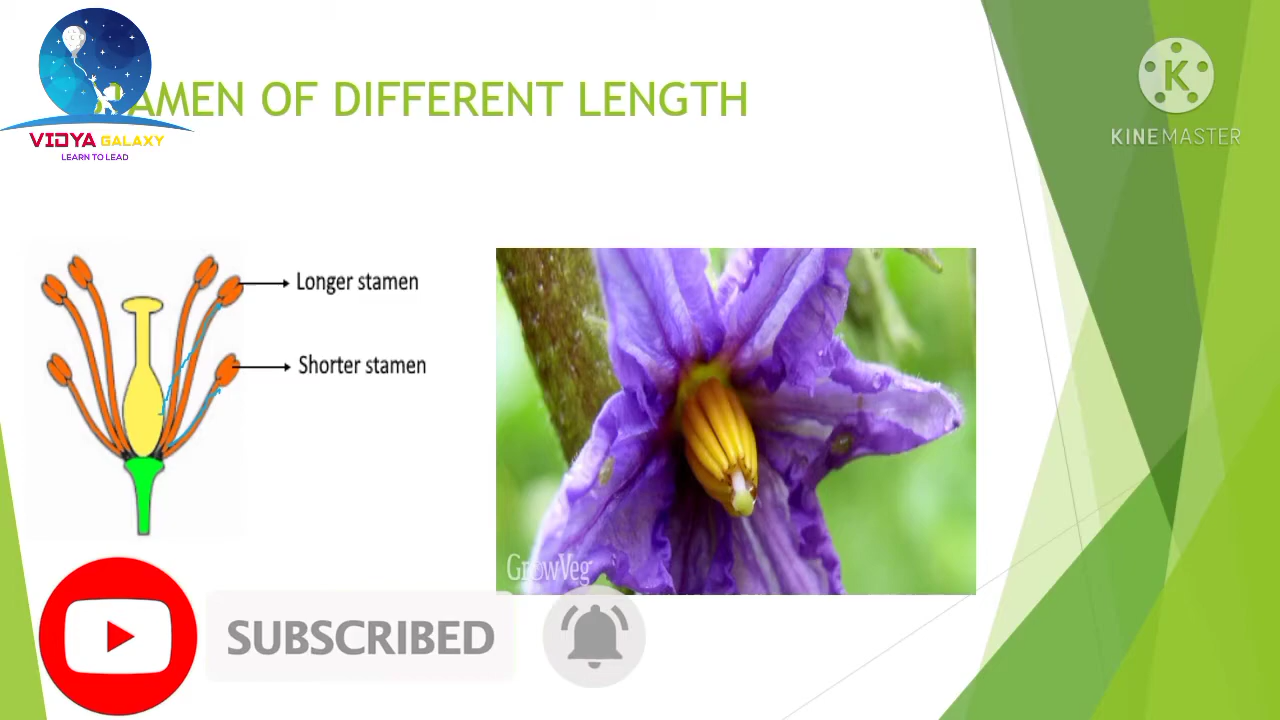 AMEN OF DIFFERENT LENGTH
VIDYA GALAXY
LEARN TO LEAD
KINEMASTER
Longer stamen
Shorter stamen
GrowVeg
SUBSCRIBED